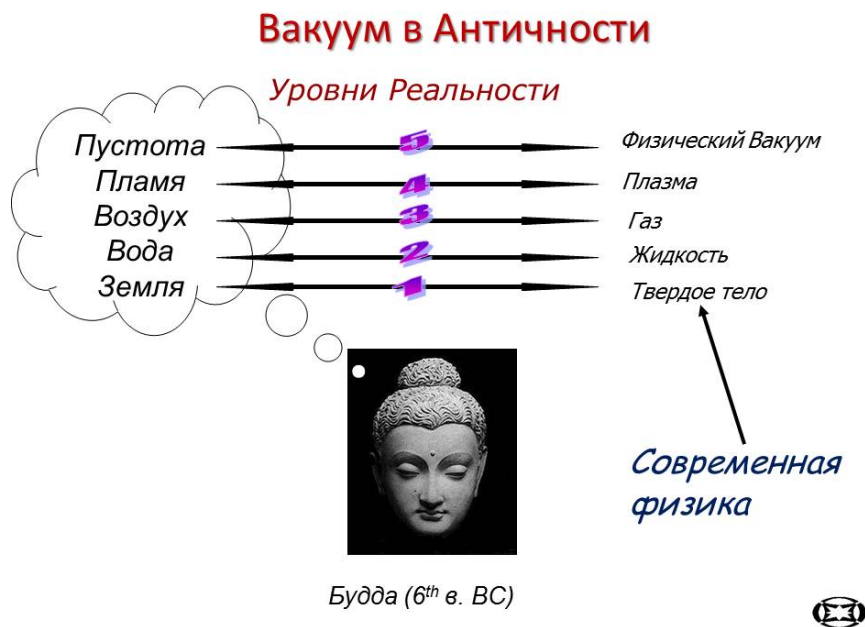 Вакуум в Античности
Уровни Реальности
Пустота 5 Физический Вакуум
Пламя 4 Плазма
Воздух 3 Газ
Вода 2 Жидкость
Земля 1 Твердое тело
Современная
физика
Будда (6th в. BC)